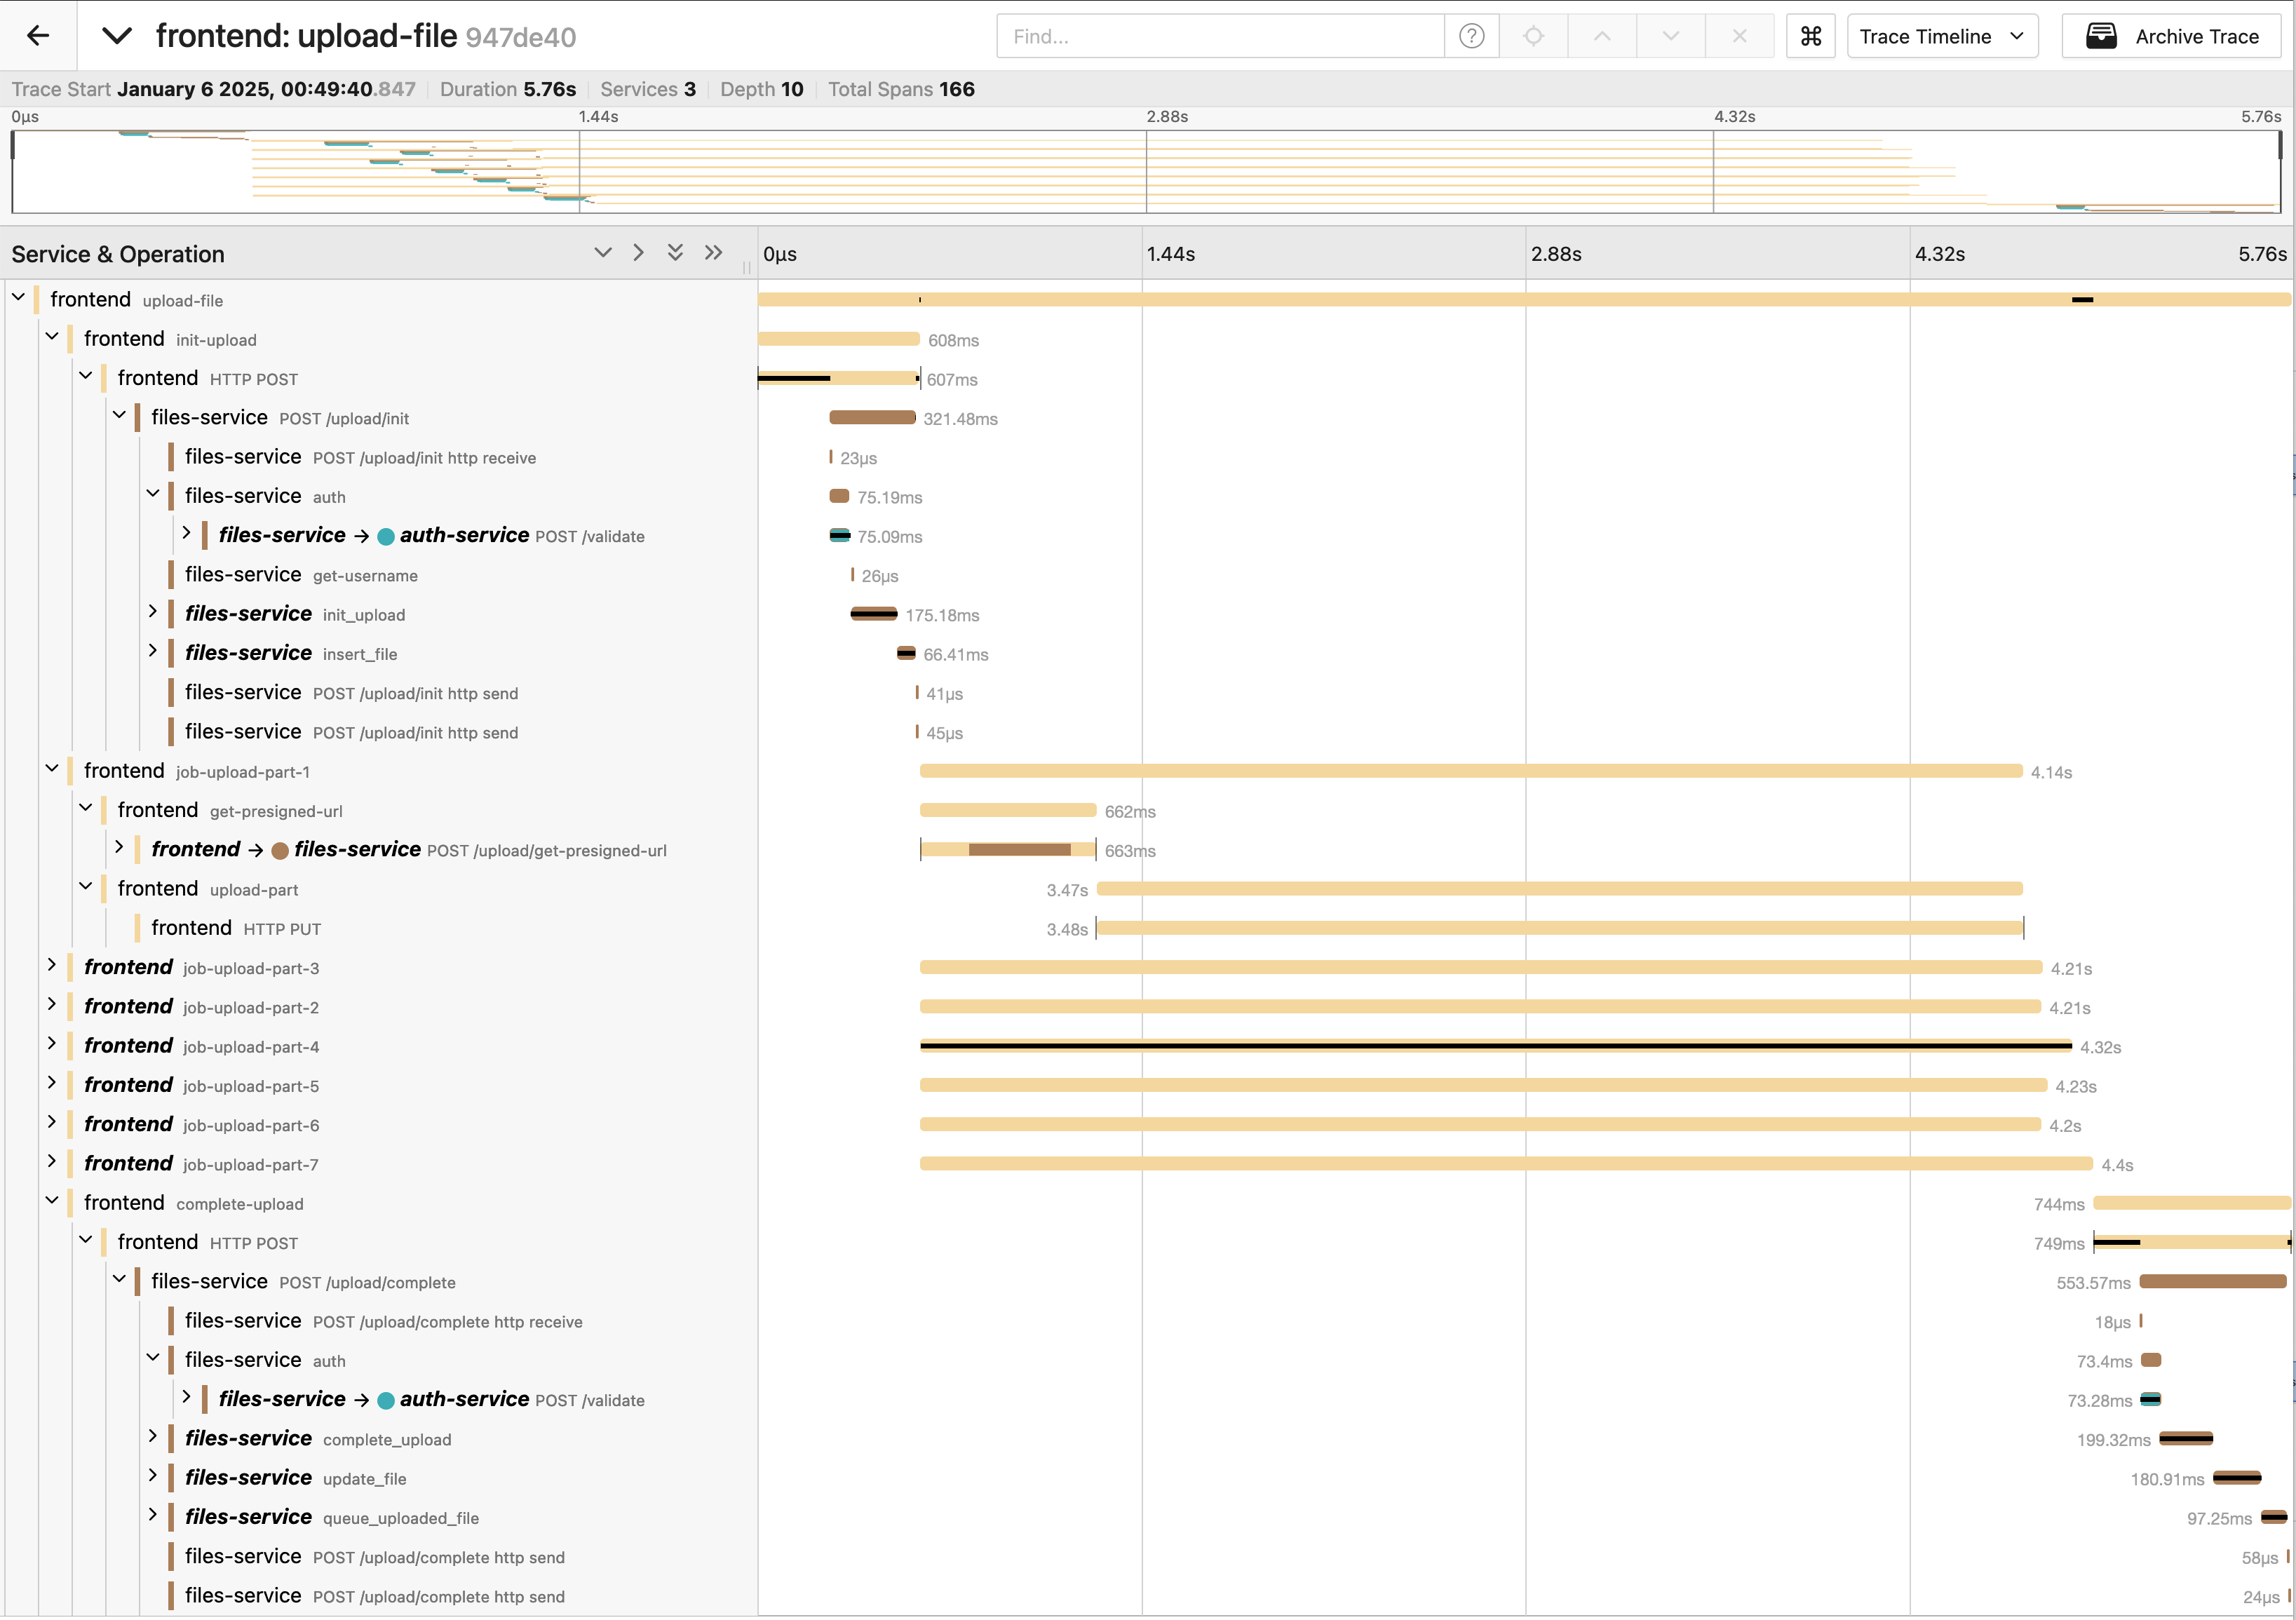 frontend: upload-file 947de40 Find... ? ⌘ Trace Timeline Archive Trace
Trace Start January 6 2025, 00:49:40.847 Duration 5.76s Services 3 Depth 10 Total Spans 166
0μs 1.44s 2.88s 4.32s 5.76s
Service & Operation 0μs 1.44s 2.88s 4.32s 5.76s
frontend upload-file
frontend init-upload 608ms
frontend HTTP POST 607ms
files-service POST /upload/init 321.48ms
files-service POST /upload/init http receive 23μs
files-service auth 75.19ms
files-service → auth-service POST /validate 75.09ms
files-service get-username 26μs
files-service init_upload 175.18ms
files-service insert_file 66.41ms
files-service POST /upload/init http send 41μs
files-service POST /upload/init http send 45μs
frontend job-upload-part-1 4.14s
frontend get-presigned-url 662ms
frontend → files-service POST /upload/get-presigned-url 663ms
frontend upload-part 3.47s
frontend HTTP PUT 3.48s
frontend job-upload-part-3 4.21s
frontend job-upload-part-2 4.21s
frontend job-upload-part-4 4.32s
frontend job-upload-part-5 4.23s
frontend job-upload-part-6 4.2s
frontend job-upload-part-7 4.4s
frontend complete-upload 744ms
frontend HTTP POST 749ms
files-service POST /upload/complete 553.57ms
files-service POST /upload/complete http receive 18μs
files-service auth 73.4ms
files-service → auth-service POST /validate 73.28ms
files-service complete_upload 199.32ms
files-service update_file 180.91ms
files-service queue_uploaded_file 97.25ms
files-service POST /upload/complete http send 58μs
files-service POST /upload/complete http send 24μs